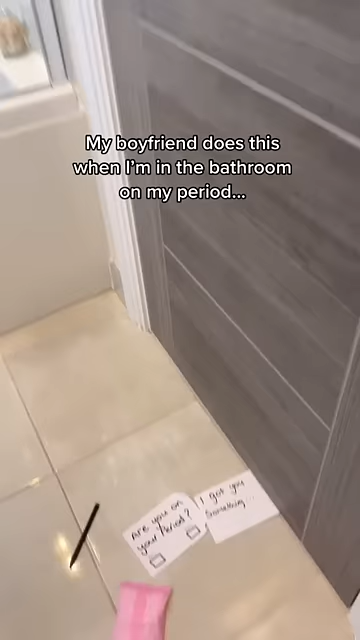 My boyfriend does this
when I'm in the bathroom
on my period...
Are you on
your Period?
I got you
Something...